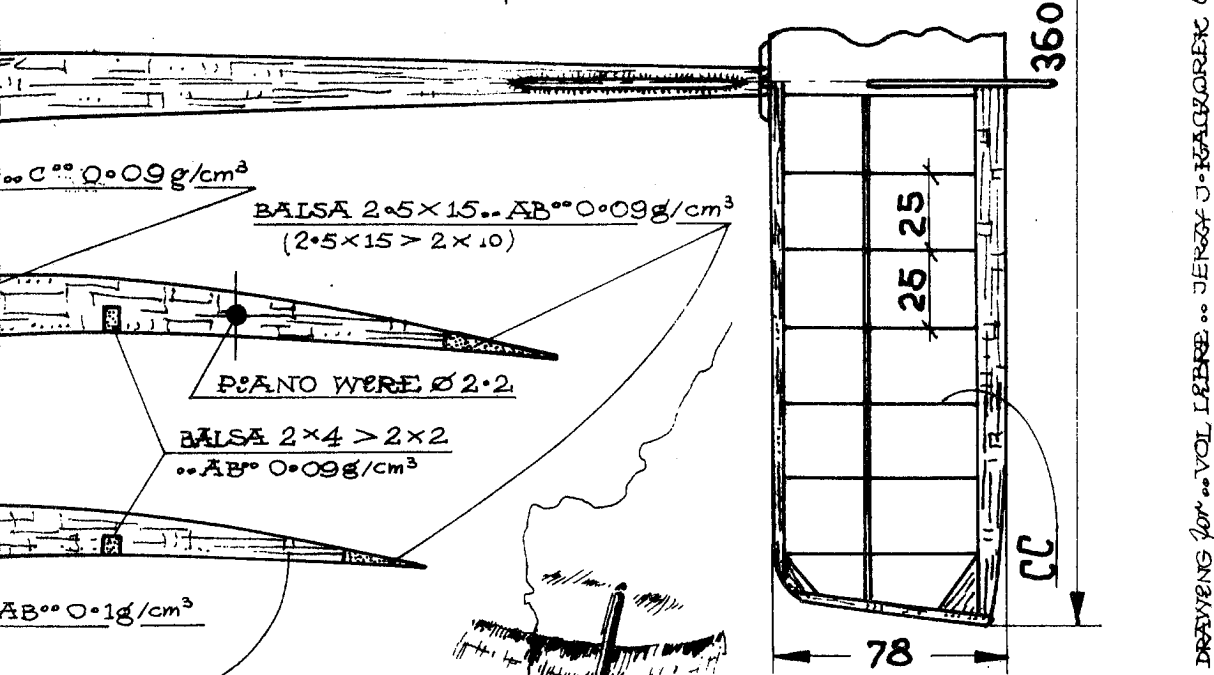 360
..C°° 0·09g/cm³
BALSA 2·5×15..AB°° 0·09g/cm³
(2·5×15 > 2×10)
25
25
PIANO WIRE Ø 2·2
BALSA 2×4 > 2×2
..AB°° 0·09g/cm³
CC
AB°° 0·1g/cm³
78
DRAWING for ..VOL LIBRE.. JERZY J·KACZOREK